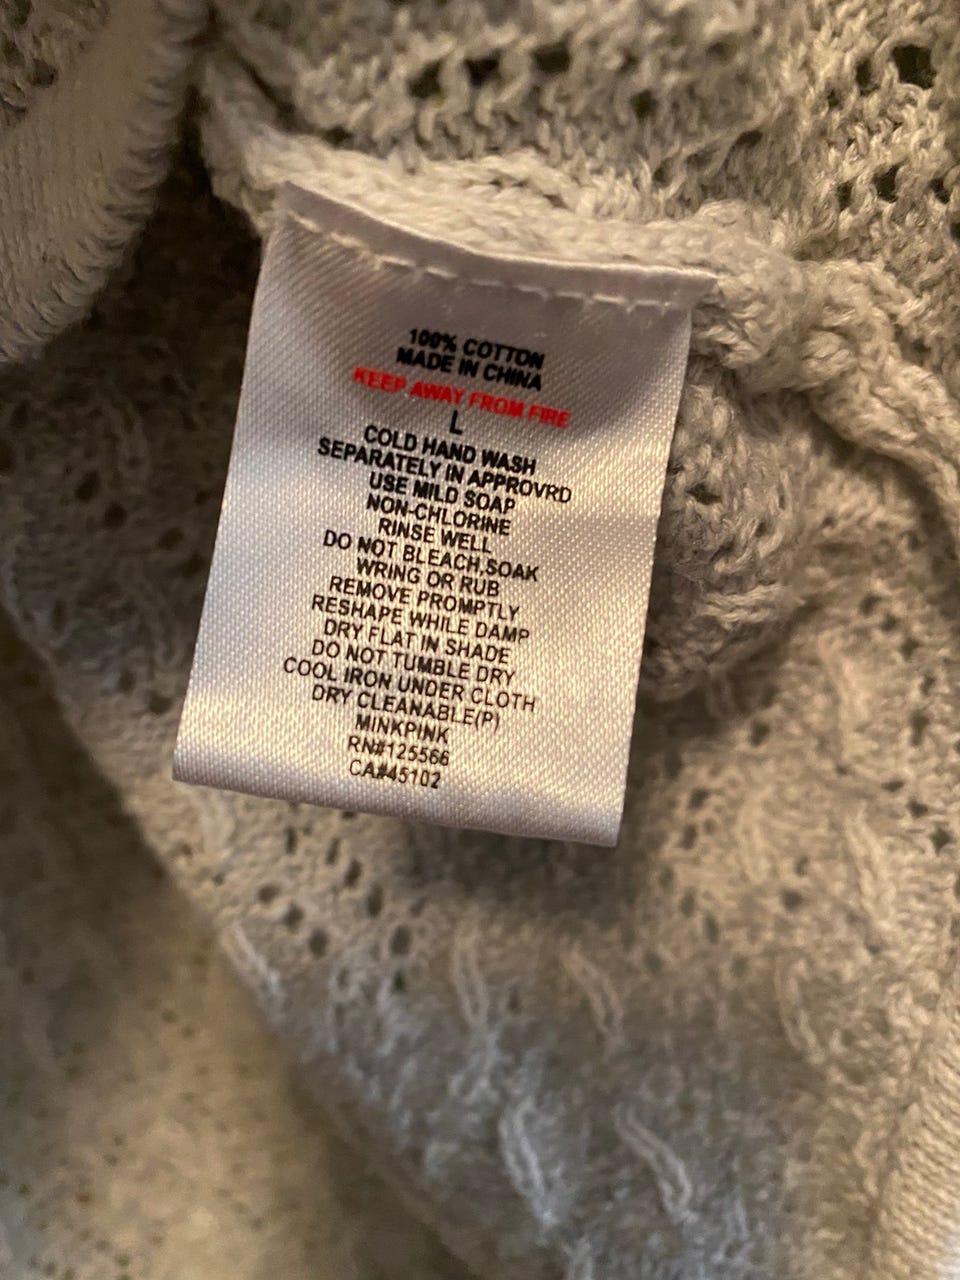 100% COTTON
MADE IN CHINA
KEEP AWAY FROM FIRE
L
COLD HAND WASH
SEPARATELY IN APPROVRD
USE MILD SOAP
NON-CHLORINE
RINSE WELL
DO NOT BLEACH,SOAK
WRING OR RUB
REMOVE PROMPTLY
RESHAPE WHILE DAMP
DRY FLAT IN SHADE
DO NOT TUMBLE DRY
COOL IRON UNDER CLOTH
DRY CLEANABLE(P)
MINKPINK
RN#125566
CA#45102